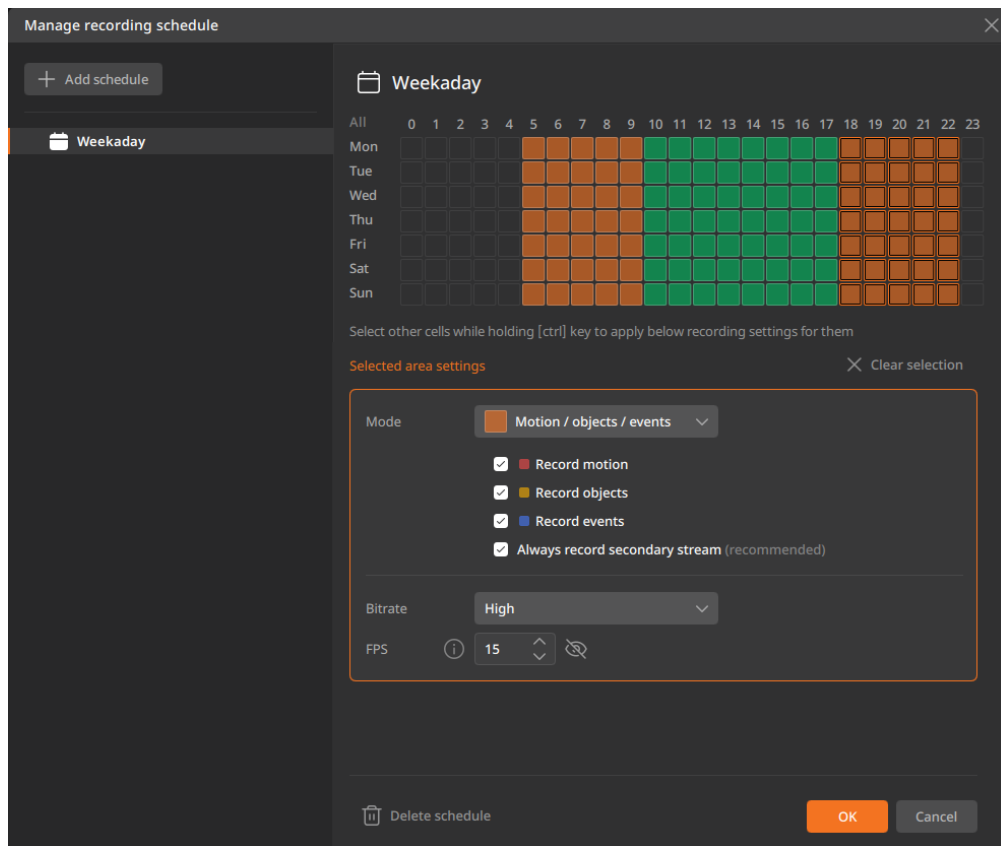 Manage recording schedule
Add schedule
Weekaday
Weekaday
All 0 1 2 3 4 5 6 7 8 9 10 11 12 13 14 15 16 17 18 19 20 21 22 23
Mon
Tue
Wed
Thu
Fri
Sat
Sun
Select other cells while holding [ctrl] key to apply below recording settings for them
Selected area settings
Clear selection
Mode
Motion / objects / events
Record motion
Record objects
Record events
Always record secondary stream (recommended)
Bitrate
High
FPS
15
Delete schedule
OK
Cancel